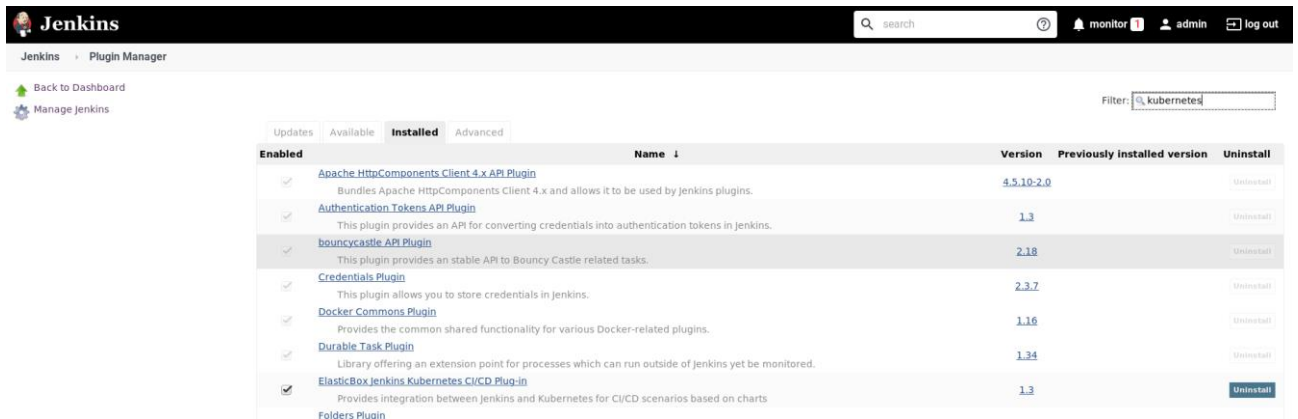 Jenkins
search
monitor 1
admin
log out
Jenkins › Plugin Manager
Back to Dashboard
Manage Jenkins
Filter: kubernetes
Updates Available Installed Advanced
Enabled Name ↓ Version Previously installed version Uninstall
Apache HttpComponents Client 4.x API Plugin
Bundles Apache HttpComponents Client 4.x and allows it to be used by Jenkins plugins.
4.5.10-2.0 Uninstall
Authentication Tokens API Plugin
This plugin provides an API for converting credentials into authentication tokens in Jenkins.
1.3 Uninstall
bouncycastle API Plugin
This plugin provides an stable API to Bouncy Castle related tasks.
2.18 Uninstall
Credentials Plugin
This plugin allows you to store credentials in Jenkins.
2.3.7 Uninstall
Docker Commons Plugin
Provides the common shared functionality for various Docker-related plugins.
1.16 Uninstall
Durable Task Plugin
Library offering an extension point for processes which can run outside of Jenkins yet be monitored.
1.34 Uninstall
ElasticBox Jenkins Kubernetes CI/CD Plug-in
Provides integration between Jenkins and Kubernetes for CI/CD scenarios based on charts
1.3 Uninstall
Folders Plugin